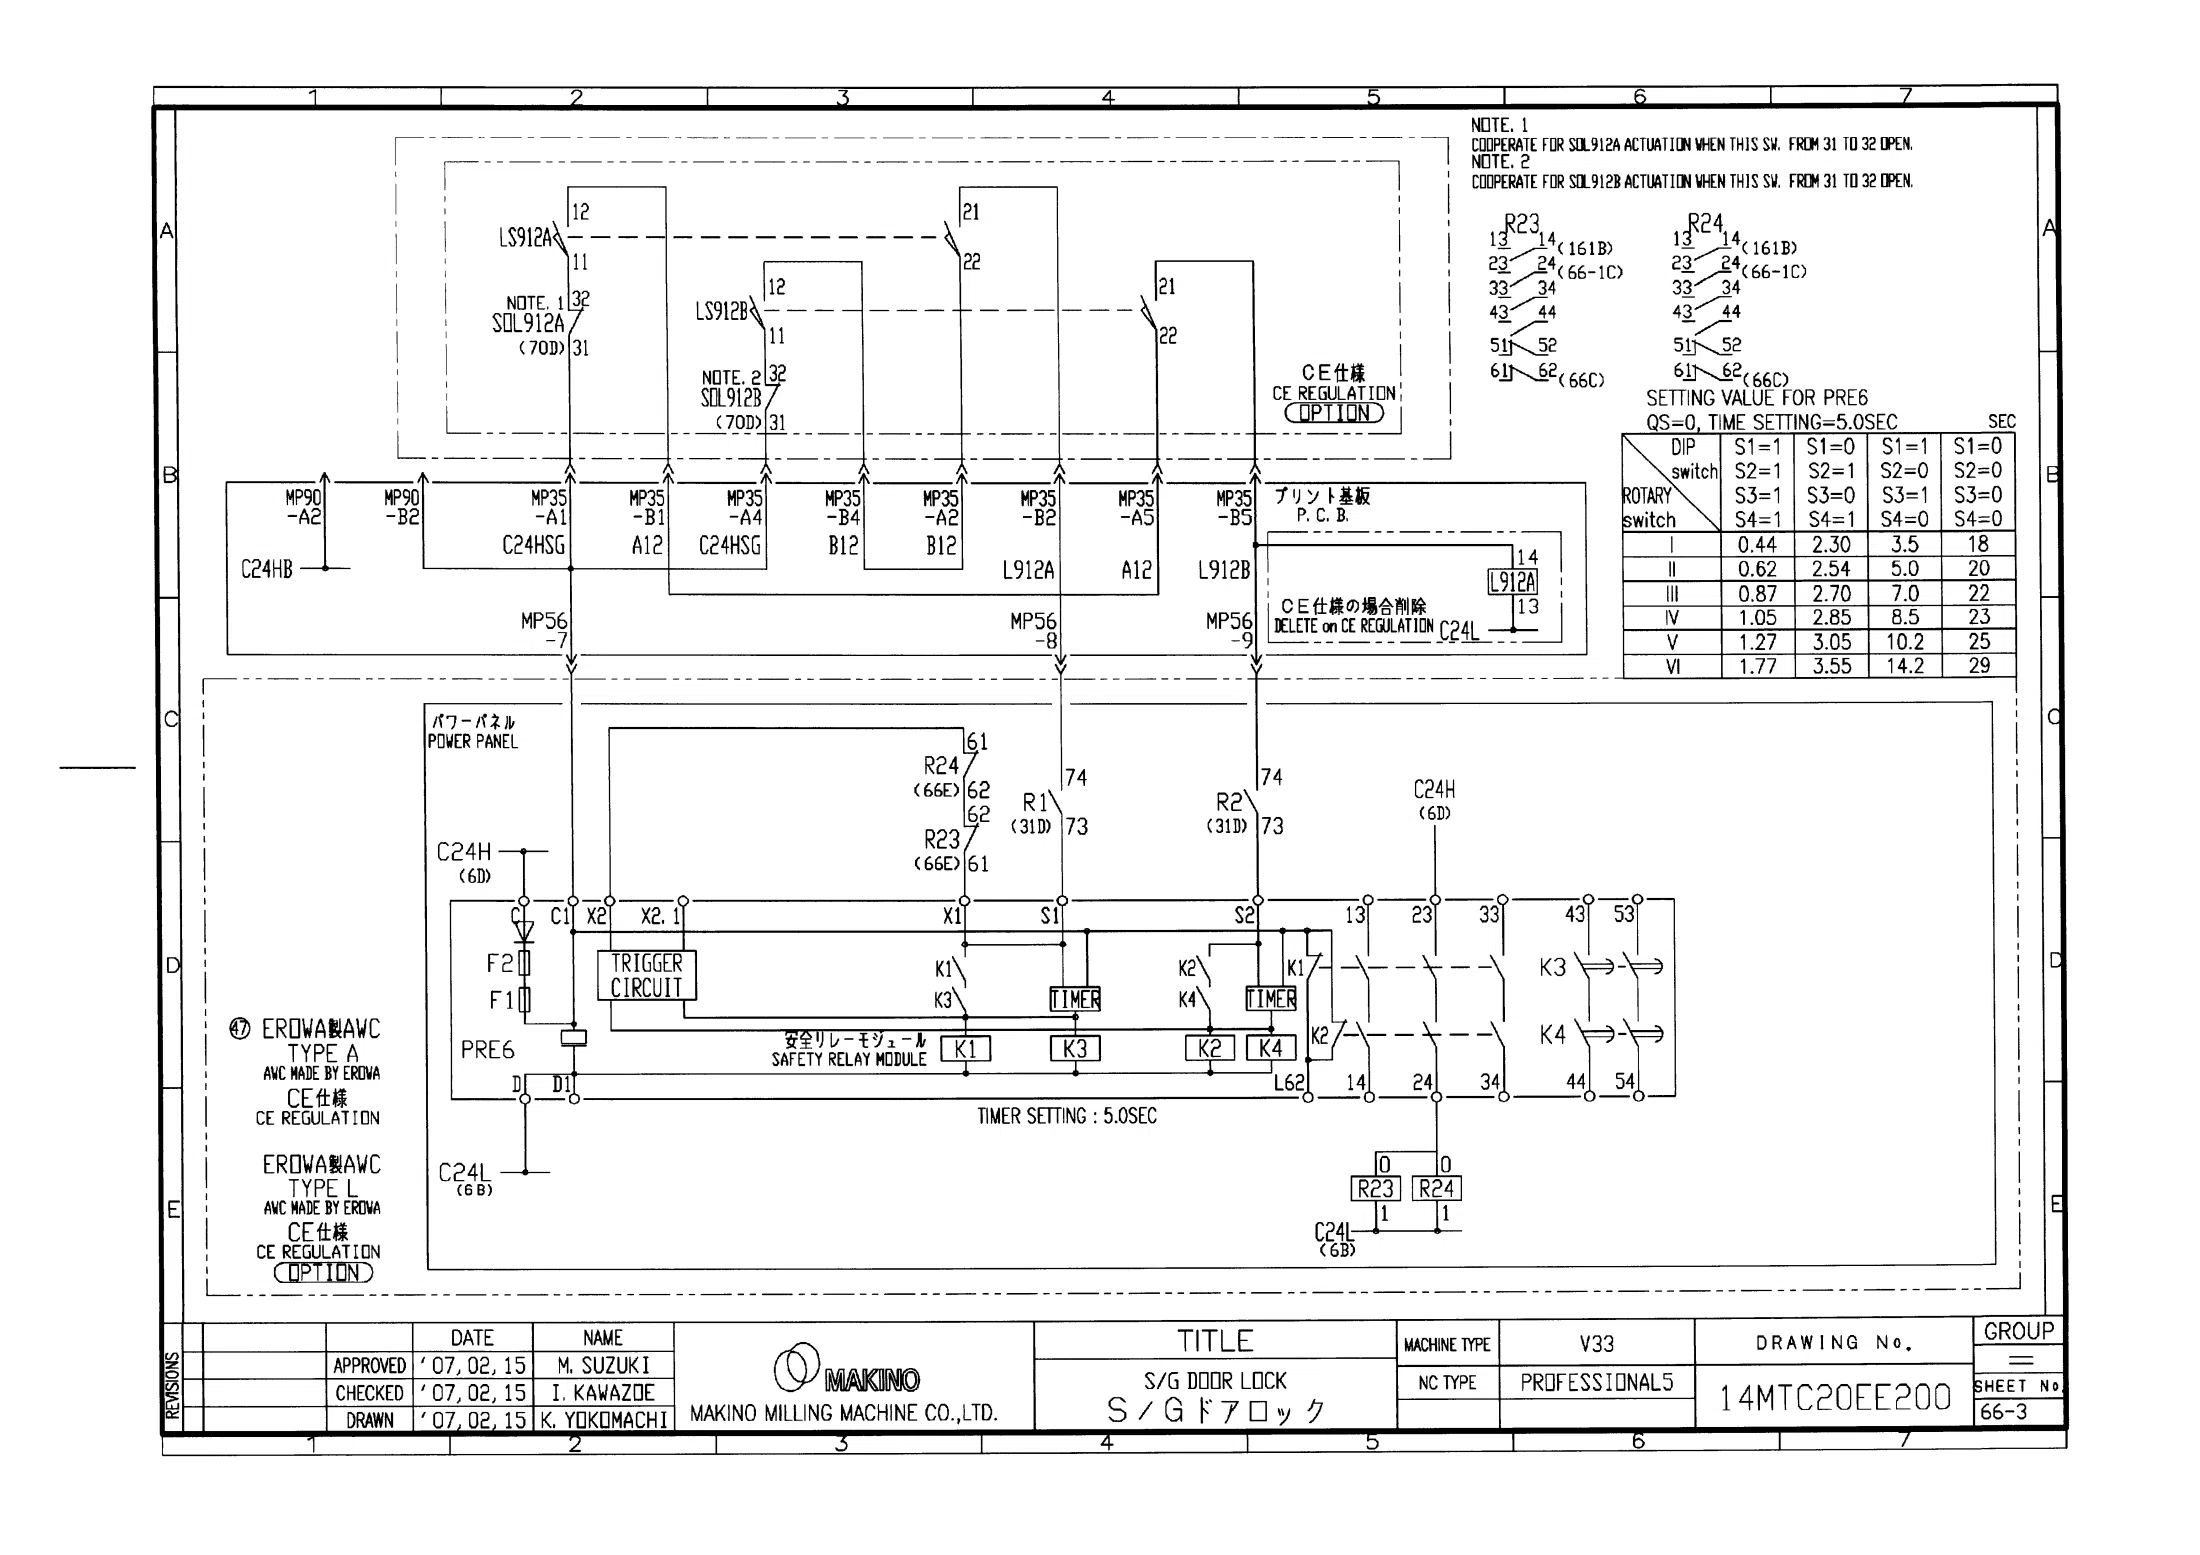 1 2 3 4 5 6 7
NOTE. 1
COOPERATE FOR SOL912A ACTUATION WHEN THIS SW. FROM 31 TO 32 OPEN.
NOTE. 2
COOPERATE FOR SOL912B ACTUATION WHEN THIS SW. FROM 31 TO 32 OPEN.
A
A
12
LS912A
11
NOTE. 1 32
SOL912A
(70D) 31
12
LS912B
11
NOTE. 2 32
SOL912B
(70D) 31
21
22
21
22
CE仕様
CE REGULATION
OPTION
R23
13 14 (161B)
23 24 (66-1C)
33 34
43 44
51 52
61 62 (66C)
R24
13 14 (161B)
23 24 (66-1C)
33 34
43 44
51 52
61 62 (66C)
SETTING VALUE FOR PRE6
QS=0, TIME SETTING=5.0SEC SEC
DIP S1=1 S1=0 S1=1 S1=0
switch S2=1 S2=1 S2=0 S2=0
ROTARY S3=1 S3=0 S3=1 S3=0
switch S4=1 S4=1 S4=0 S4=0
I 0.44 2.30 3.5 18
II 0.62 2.54 5.0 20
III 0.87 2.70 7.0 22
IV 1.05 2.85 8.5 23
V 1.27 3.05 10.2 25
VI 1.77 3.55 14.2 29
B
B
MP90 MP90 MP35 MP35 MP35 MP35 MP35 MP35 MP35 MP35
-A2 -B2 -A1 -B1 -A4 -B4 -A2 -B2 -A5 -B5
プリント基板
P. C. B.
C24HSG A12 C24HSG B12 B12
C24HB
L912A A12 L912B
14
L912A
13
CE仕様の場合削除
DELETE on CE REGULATION C24L
MP56 MP56 MP56
-7 -8 -9
C
C
パワーパネル
POWER PANEL
61
R24
(66E) 62
62
R23
(66E) 61
74
R1
(31D) 73
74
R2
(31D) 73
C24H
(6D)
C24H
(6D)
C C1 X2 X2. 1 X1 S1 S2 13 23 33 43 53
D
D
F2
F1
TRIGGER
CIRCUIT
K1
K3
TIMER
K2
K4
TIMER
K1
K2
K3
K4
PRE6
安全リレーモジュール
SAFETY RELAY MODULE
K1 K3 K2 K4
D D1 L62 14 24 34 44 54
TIMER SETTING : 5.0SEC
C24L
(6B)
0 0
R23 R24
1 1
C24L
(6B)
47 EROWA製AWC
TYPE A
AWC MADE BY EROWA
CE仕様
CE REGULATION
EROWA製AWC
TYPE L
AWC MADE BY EROWA
CE仕様
CE REGULATION
OPTION
E
E
REVISIONS
DATE NAME
APPROVED '07, 02, 15 M. SUZUKI
CHECKED '07, 02, 15 I. KAWAZOE
DRAWN '07, 02, 15 K. YOKOMACHI
MAKINO
MAKINO MILLING MACHINE CO.,LTD.
TITLE
S/G DOOR LOCK
S/Gドアロック
MACHINE TYPE V33
NC TYPE PROFESSIONAL5
DRAWING No.
14MTC20EE200
GROUP
=
SHEET No.
66-3
1 2 3 4 5 6 7